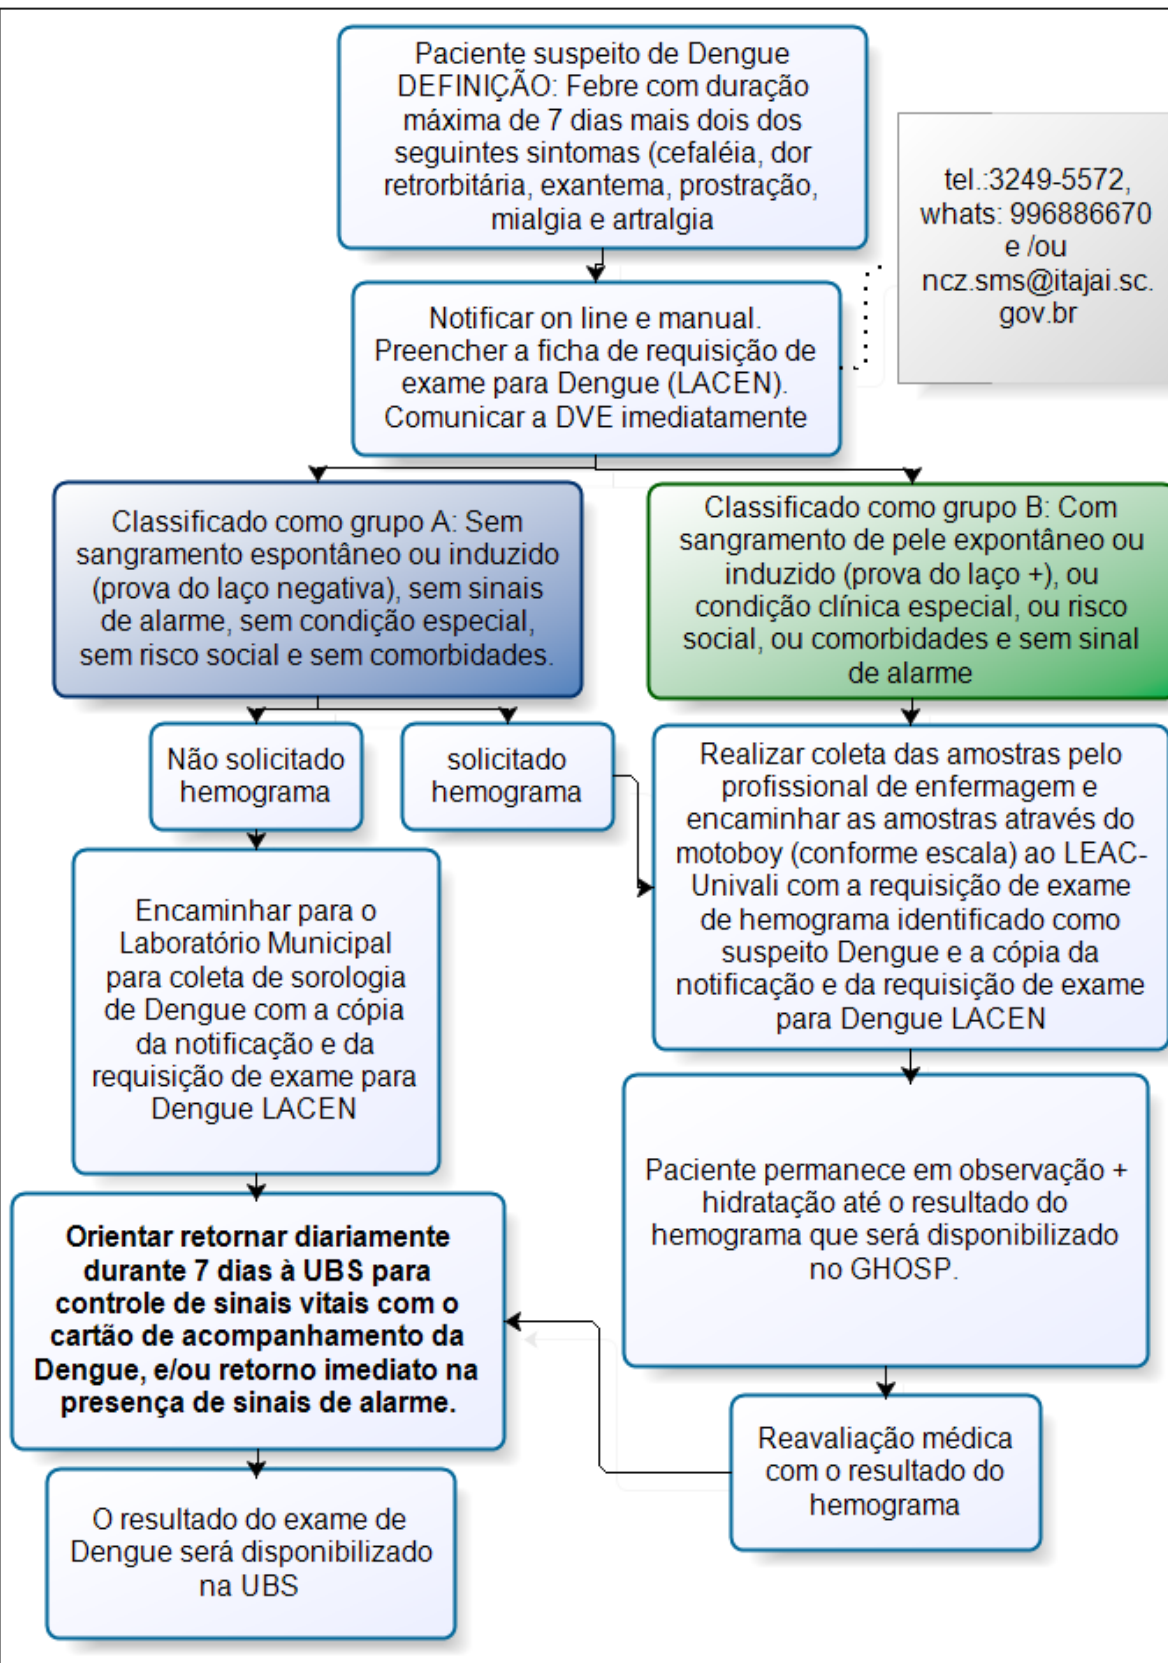 Paciente suspeito de Dengue
DEFINIÇÃO: Febre com duração
máxima de 7 dias mais dois dos
seguintes sintomas (cefaléia, dor
retrorbitária, exantema, prostração,
mialgia e artralgia
tel.:3249-5572,
whats: 996886670
e /ou
ncz.sms@itajai.sc.
gov.br
Notificar on line e manual.
Preencher a ficha de requisição de
exame para Dengue (LACEN).
Comunicar a DVE imediatamente
Classificado como grupo A: Sem
sangramento espontâneo ou induzido
(prova do laço negativa), sem sinais
de alarme, sem condição especial,
sem risco social e sem comorbidades.
Classificado como grupo B: Com
sangramento de pele expontâneo ou
induzido (prova do laço +), ou
condição clínica especial, ou risco
social, ou comorbidades e sem sinal
de alarme
Não solicitado
hemograma
solicitado
hemograma
Realizar coleta das amostras pelo
profissional de enfermagem e
encaminhar as amostras através do
motoboy (conforme escala) ao LEAC-
Univali com a requisição de exame
de hemograma identificado como
suspeito Dengue e a cópia da
notificação e da requisição de exame
para Dengue LACEN
Encaminhar para o
Laboratório Municipal
para coleta de sorologia
de Dengue com a cópia
da notificação e da
requisição de exame para
Dengue LACEN
Paciente permanece em observação +
hidratação até o resultado do
hemograma que será disponibilizado
no GHOSP.
Orientar retornar diariamente
durante 7 dias à UBS para
controle de sinais vitais com o
cartão de acompanhamento da
Dengue, e/ou retorno imediato na
presença de sinais de alarme.
Reavaliação médica
com o resultado do
hemograma
O resultado do exame de
Dengue será disponibilizado
na UBS